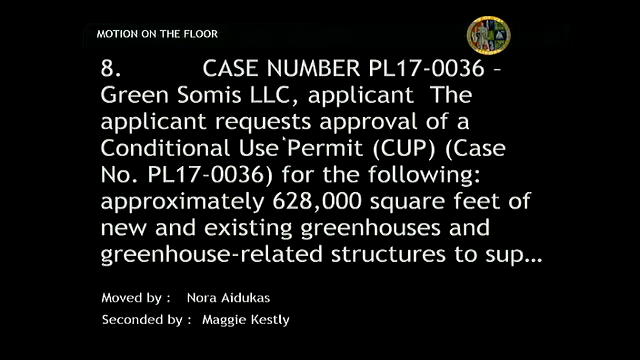 MOTION ON THE FLOOR
8. CASE NUMBER PL17-0036 –
Green Somis LLC, applicant The
applicant requests approval of a
Conditional Use Permit (CUP) (Case
No. PL17-0036) for the following:
approximately 628,000 square feet of
new and existing greenhouses and
greenhouse-related structures to sup...
Moved by : Nora Aidukas
Seconded by : Maggie Kestly